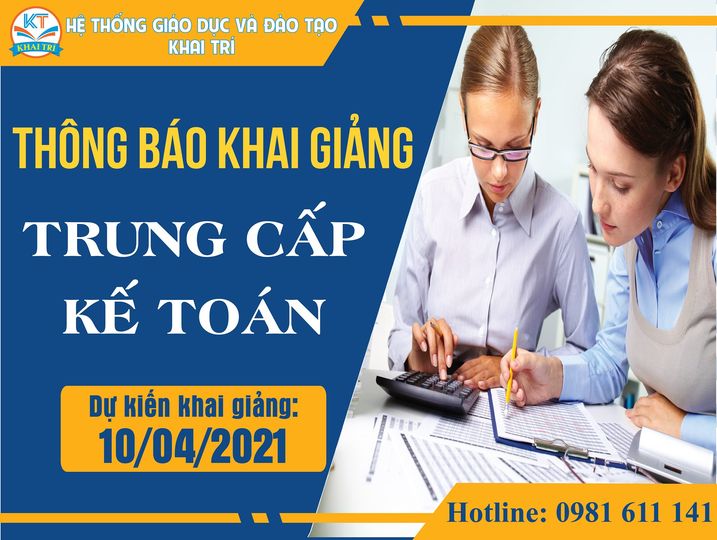 KT
KHAI TRI
HỆ THỐNG GIÁO DỤC VÀ ĐÀO TẠO
KHAI TRÍ
THÔNG BÁO KHAI GIẢNG
TRUNG CẤP
KẾ TOÁN
Dự kiến khai giảng:
10/04/2021
Hotline: 0981 611 141